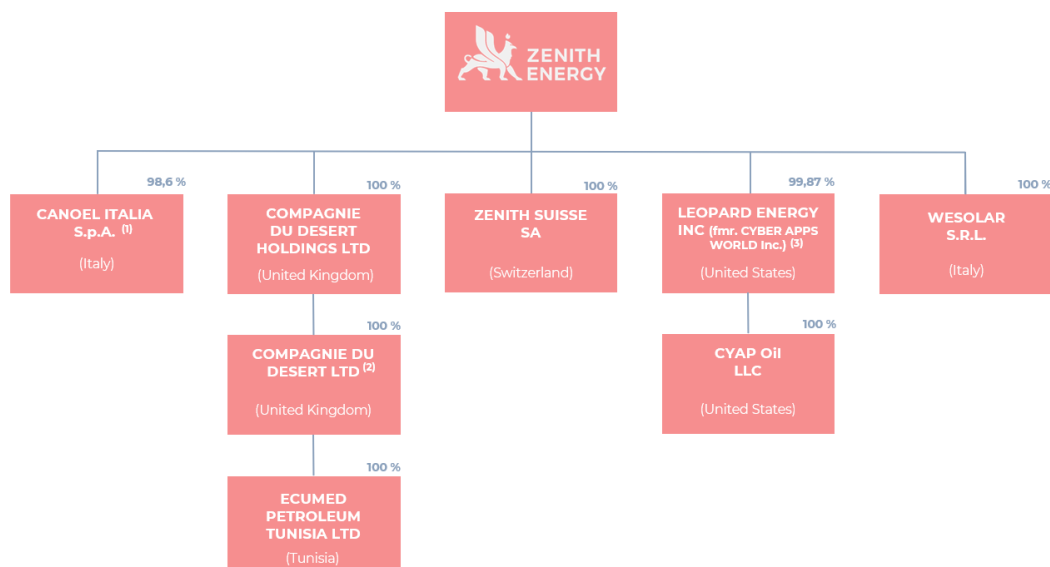 ZENITH
ENERGY
98,6 %
CANOEL ITALIA
S.p.A. (1)
(Italy)
100 %
COMPAGNIE
DU DESERT
HOLDINGS LTD
(United Kingdom)
100 %
ZENITH SUISSE
SA
(Switzerland)
99,87 %
LEOPARD ENERGY
INC (fmr. CYBER APPS
WORLD Inc.) (3)
(United States)
100 %
WESOLAR
S.R.L.
(Italy)
100 %
COMPAGNIE DU
DESERT LTD (2)
(United Kingdom)
100 %
CYAP Oil
LLC
(United States)
100 %
ECUMED
PETROLEUM
TUNISIA LTD
(Tunisia)